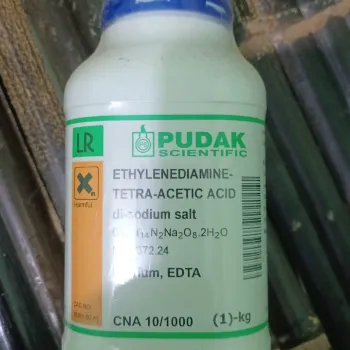 LR
PUDAK
SCIENTIFIC
ETHYLENEDIAMINE-
TETRA-ACETIC ACID
di-sodium salt
H₁₄N₂Na₂O₈.2H₂O
372.24
EDTA
CNA 10/1000 (1)-kg